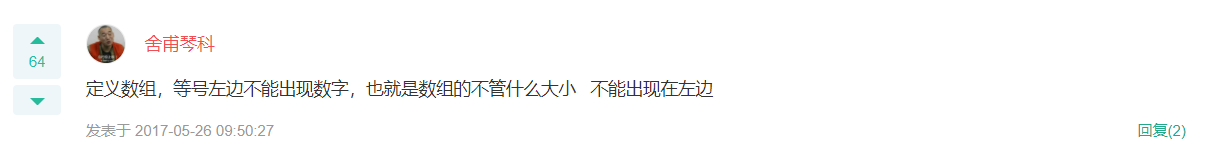 舍甫琴科
64
定义数组，等号左边不能出现数字，也就是数组的不管什么大小 不能出现在左边
发表于 2017-05-26 09:50:27
回复(2)